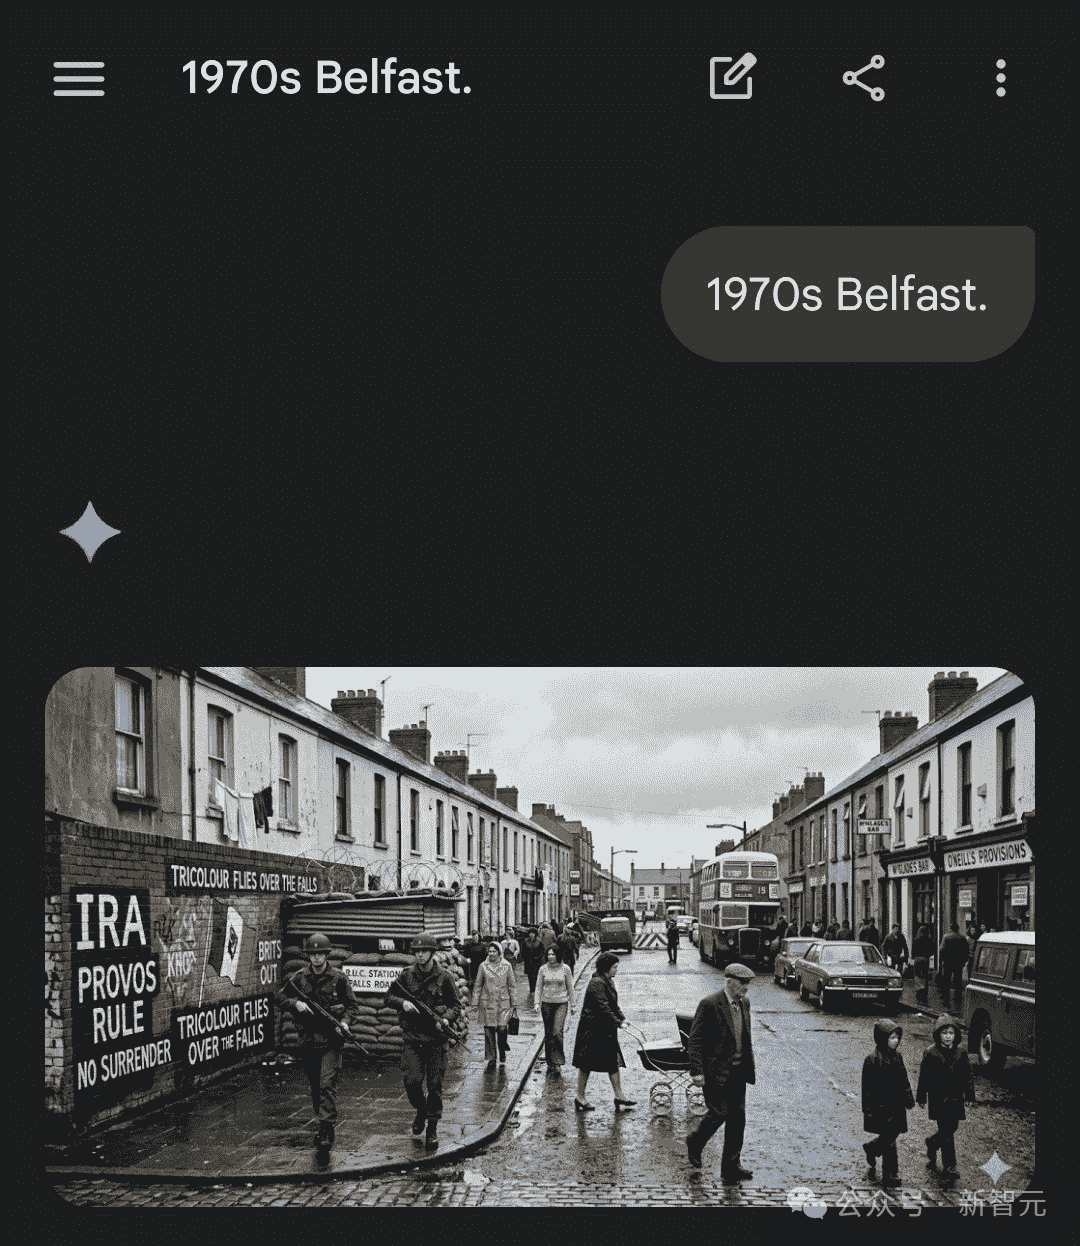 1970s Belfast.
1970s Belfast.
TRICOLOUR FLIES OVER THE FALLS
IRA
PROVOS
RULE
NO SURRENDER
BRITS
OUT
TRICOLOUR FLIES
OVER THE FALLS
R.U.C. STATION
FALLS ROAD
15
BAR
O'NEILL'S PROVISIONS
公众号 · 新智元